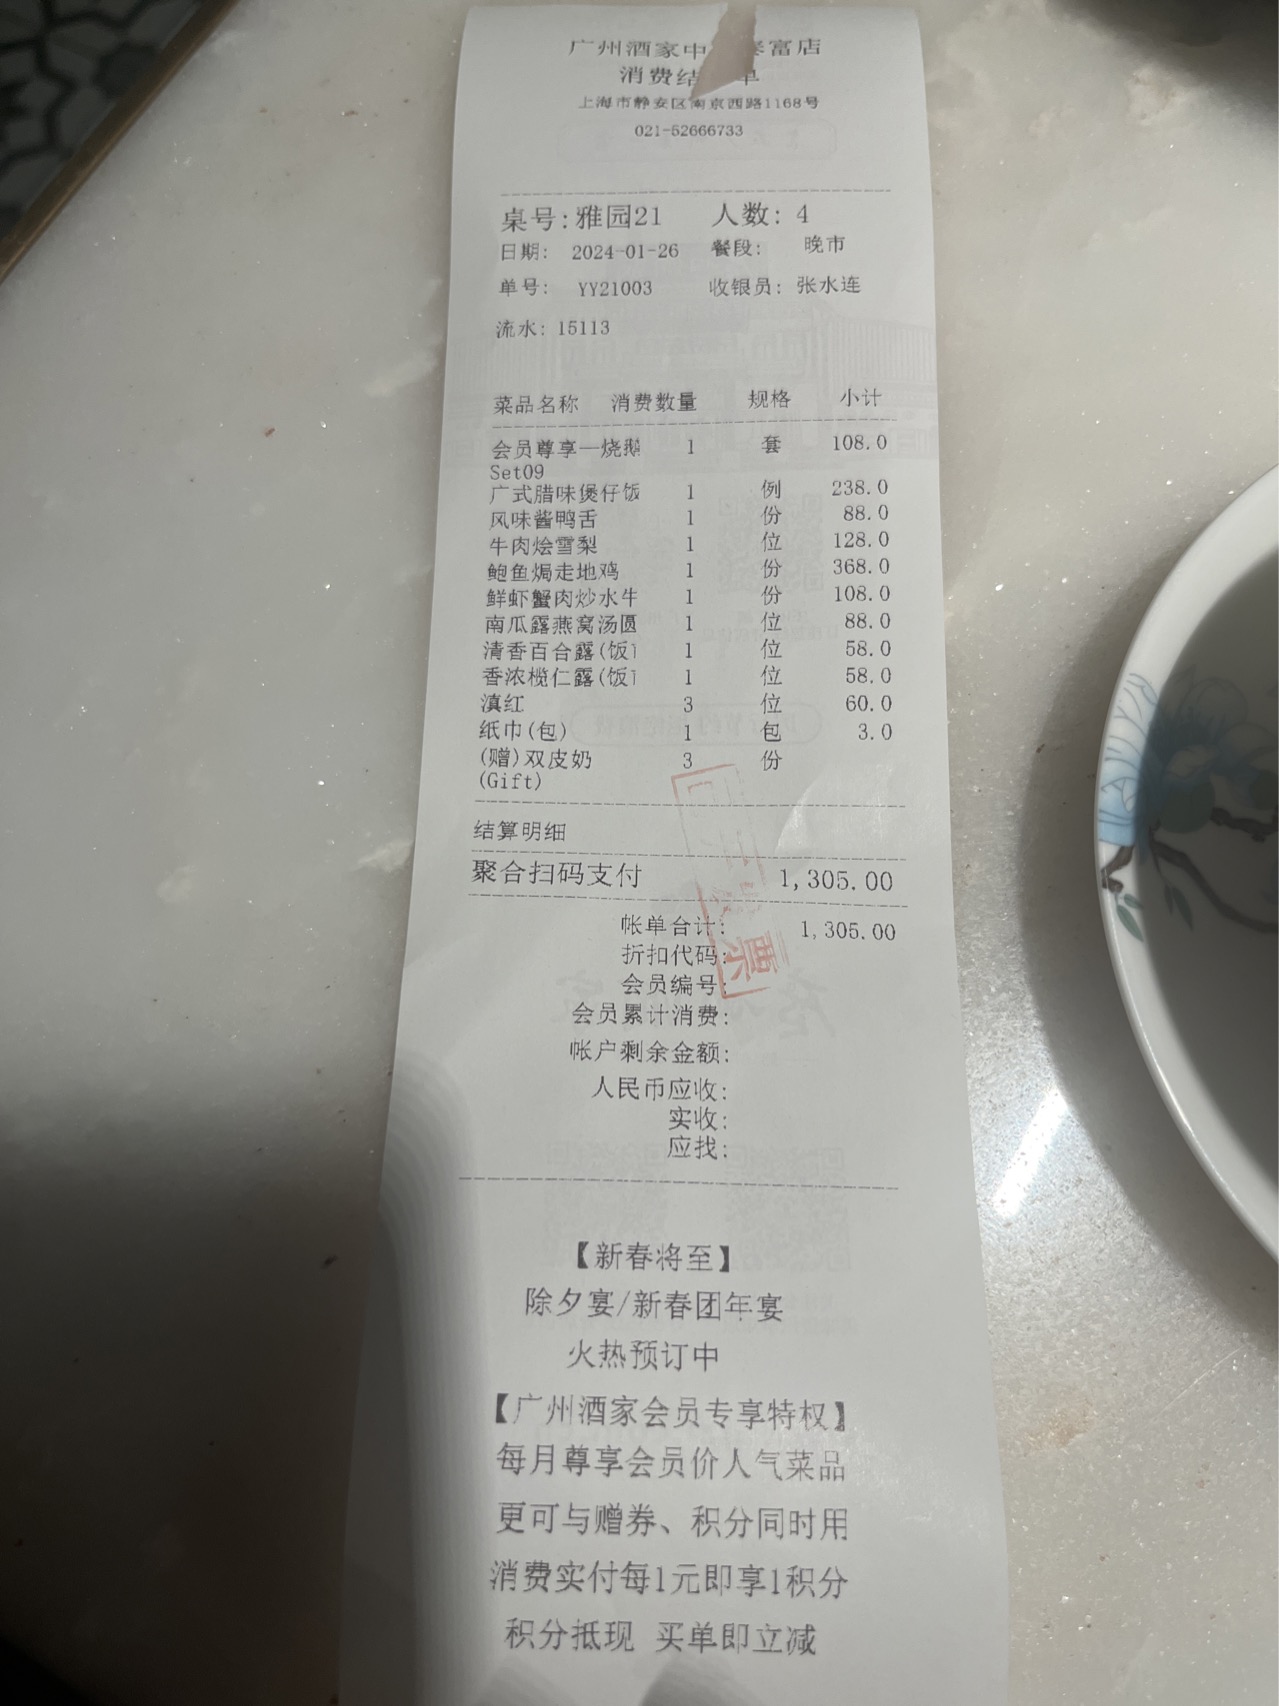 广州酒家中 泰富店
消费结 单
上海市静安区南京西路1168号
021-52666733
桌号:雅园21 人数: 4
日期: 2024-01-26 餐段: 晚市
单号: YY21003 收银员: 张水连
流水: 15113
菜品名称 消费数量 规格 小计
会员尊享一烧鹅 1 套 108.0
Set09
广式腊味煲仔饭 1 例 238.0
风味酱鸭舌 1 份 88.0
牛肉烩雪梨 1 位 128.0
鲍鱼焗走地鸡 1 份 368.0
鲜虾蟹肉炒水牛 1 份 108.0
南瓜露燕窝汤圆 1 位 88.0
清香百合露(饭 1 位 58.0
香浓榄仁露(饭 1 位 58.0
滇红 3 位 60.0
纸巾(包) 1 包 3.0
(赠)双皮奶 3 份
(Gift)
结算明细
聚合扫码支付 1,305.00
帐单合计: 1,305.00
折扣代码:
会员编号:
会员累计消费:
帐户剩余金额:
人民币应收:
实收:
应找:
票
【新春将至】
除夕宴/新春团年宴
火热预订中
【广州酒家会员专享特权】
每月尊享会员价人气菜品
更可与赠券、积分同时用
消费实付每1元即享1积分
积分抵现 买单即立减